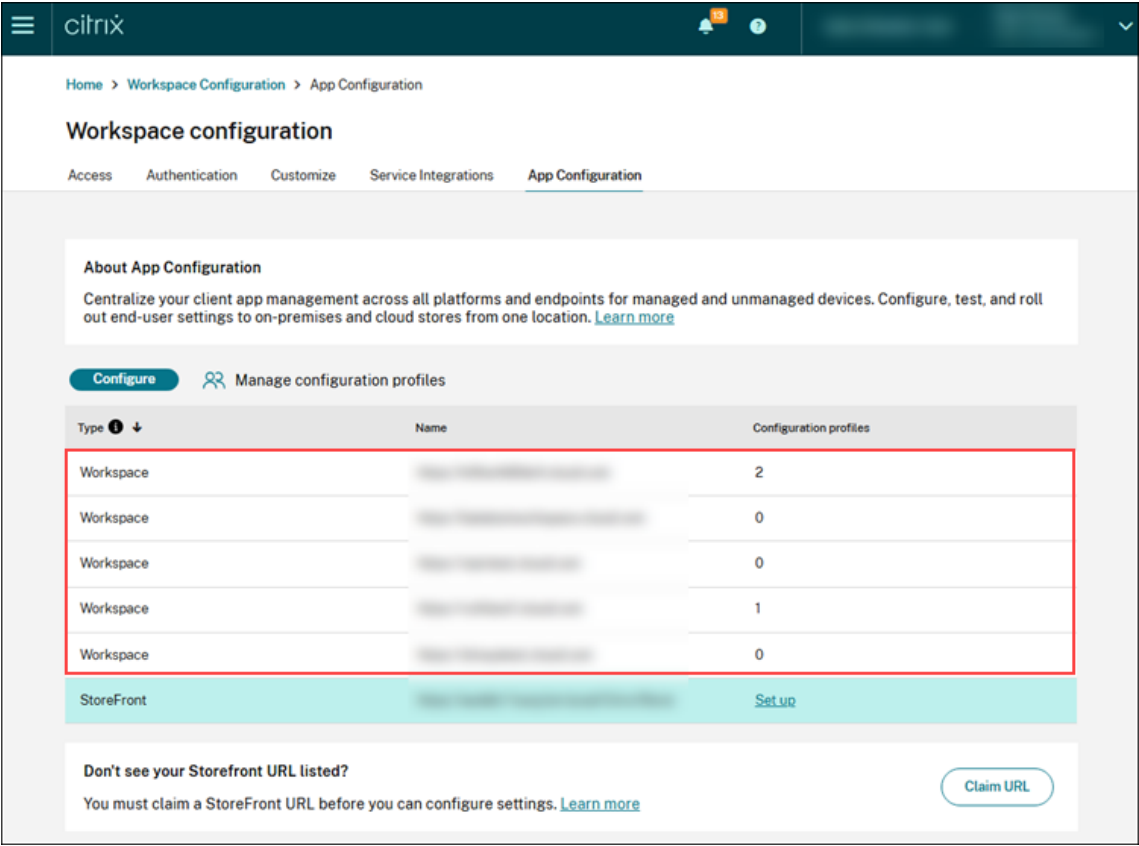 citrix
13
?
Home > Workspace Configuration > App Configuration
Workspace configuration
Access Authentication Customize Service Integrations App Configuration
About App Configuration
Centralize your client app management across all platforms and endpoints for managed and unmanaged devices. Configure, test, and roll
out end-user settings to on-premises and cloud stores from one location. Learn more
Configure Manage configuration profiles
Type Name Configuration profiles
Workspace 2
Workspace 0
Workspace 0
Workspace 1
Workspace 0
StoreFront Set up
Don't see your Storefront URL listed?
You must claim a StoreFront URL before you can configure settings. Learn more
Claim URL